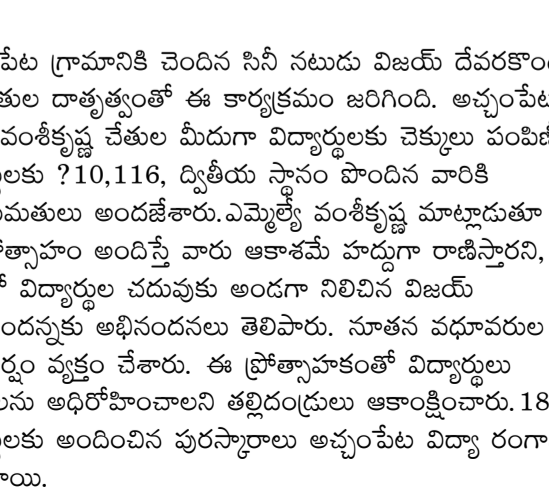 పేట గ్రామానికి చెందిన సినీ నటుడు విజయ్ దేవరకొం
తుల దాతృత్వంతో ఈ కార్యక్రమం జరిగింది. అచ్చంపేట
వంశీకృష్ణ చేతుల మీదుగా విద్యార్థులకు చెక్కులు పంపిణీ
లకు ?10,116, ద్వితీయ స్థానం పొందిన వారికి
మతులు అందజేశారు.ఎమ్మెల్యే వంశీకృష్ణ మాట్లాడుతూ
త్సాహం అందిస్తే వారు ఆకాశమే హద్దుగా రాణిస్తారని,
విద్యార్థుల చదువుకు అండగా నిలిచిన విజయ్
ందన్నకు అభినందనలు తెలిపారు. నూతన వధూవరుల
ర్షం వ్యక్తం చేశారు. ఈ ప్రోత్సాహకంతో విద్యార్థులు
లను అధిరోహించాలని తల్లిదండ్రులు ఆకాంక్షించారు.18
లకు అందించిన పురస్కారాలు అచ్చంపేట విద్యా రంగా
ాయి.